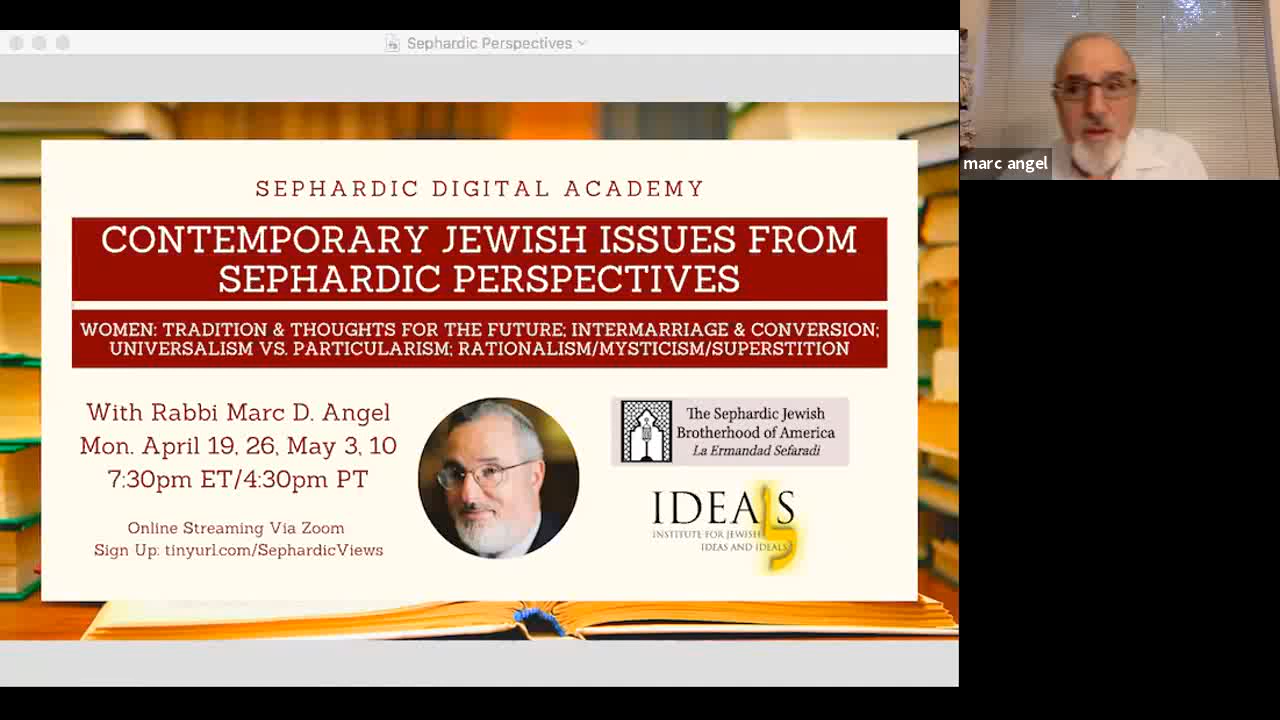 Sephardic Perspectives
marc angel
SEPHARDIC DIGITAL ACADEMY
CONTEMPORARY JEWISH ISSUES FROM
SEPHARDIC PERSPECTIVES
WOMEN: TRADITION & THOUGHTS FOR THE FUTURE; INTERMARRIAGE & CONVERSION;
UNIVERSALISM VS. PARTICULARISM; RATIONALISM/MYSTICISM/SUPERSTITION
With Rabbi Marc D. Angel
Mon. April 19, 26, May 3, 10
7:30pm ET/4:30pm PT
Online Streaming Via Zoom
Sign Up: tinyurl.com/SephardicViews
The Sephardic Jewish
Brotherhood of America
La Ermandad Sefaradi
IDEALS
INSTITUTE FOR JEWISH
IDEAS AND IDEALS